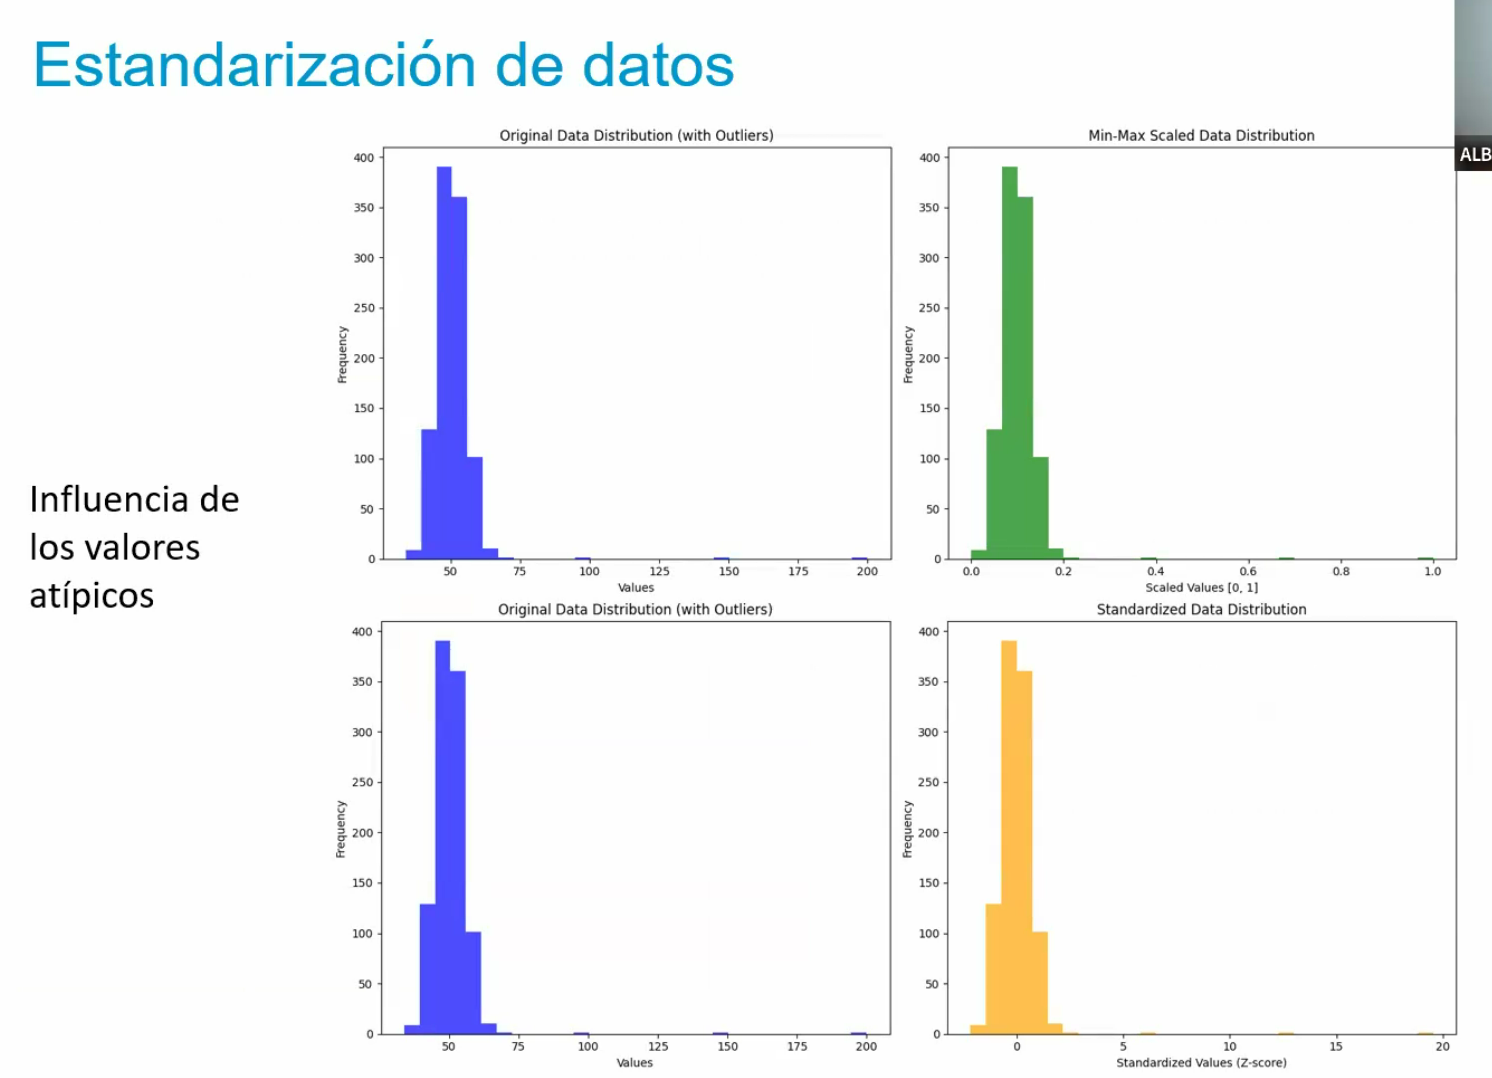 Estandarización de datos
ALB
Influencia de
los valores
atípicos
Original Data Distribution (with Outliers)
400
350
300
250
200
150
100
50
0
Frequency
50 75 100 125 150 175 200
Values
Min-Max Scaled Data Distribution
400
350
300
250
200
150
100
50
0
Frequency
0.0 0.2 0.4 0.6 0.8 1.0
Scaled Values [0, 1]
Original Data Distribution (with Outliers)
400
350
300
250
200
150
100
50
0
Frequency
50 75 100 125 150 175 200
Values
Standardized Data Distribution
400
350
300
250
200
150
100
50
0
Frequency
0 5 10 15 20
Standardized Values (Z-score)